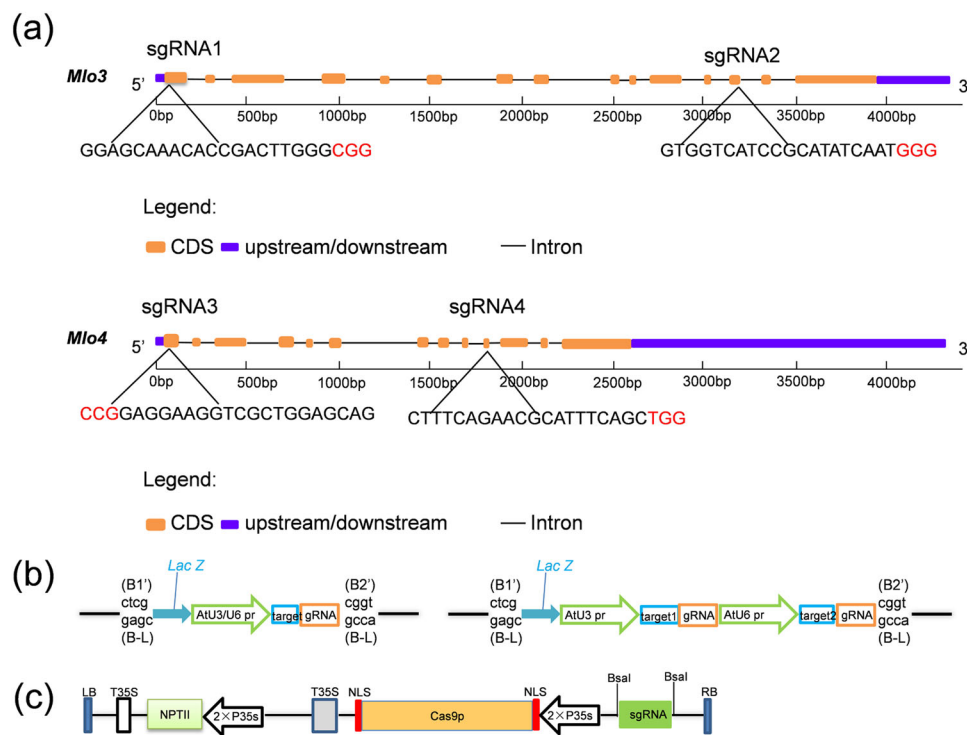 (a)
sgRNA1
sgRNA2
Mlo3
5'
3'
0bp 500bp 1000bp 1500bp 2000bp 2500bp 3000bp 3500bp 4000bp
GGAGCAAACACCGACTTGGGCGG
GTGGTCATCCGCATATCAATGGG
Legend:
CDS upstream/downstream Intron
sgRNA3
sgRNA4
Mlo4
5'
3'
0bp 500bp 1000bp 1500bp 2000bp 2500bp 3000bp 3500bp 4000bp
CCGGAGGAAGGTCGCTGGAGCAG
CTTTCAGAACGCATTTCAGCTGG
Legend:
CDS upstream/downstream Intron
(b)
Lac Z
(B1')
ctcg
gagc
(B-L)
AtU3/U6 pr target gRNA
(B2')
cggt
gcca
(B-L)
Lac Z
(B1')
ctcg
gagc
(B-L)
AtU3 pr target1 gRNA AtU6 pr target2 gRNA
(B2')
cggt
gcca
(B-L)
(c)
LB T35S T35S NLS NLS BsaI BsaI RB
NPTII 2×P35s Cas9p 2×P35s sgRNA